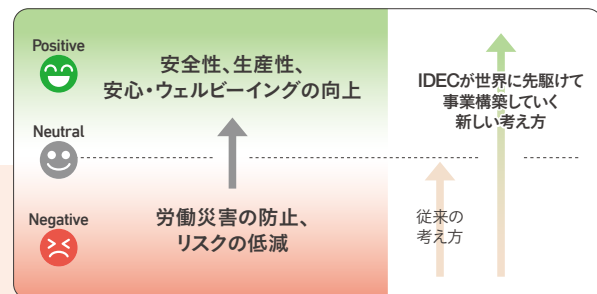 Positive
安全性、生産性、
安心・ウェルビーイングの向上
IDECが世界に先駆けて
事業構築していく
新しい考え方
Neutral
Negative
労働災害の防止、
リスクの低減
従来の
考え方